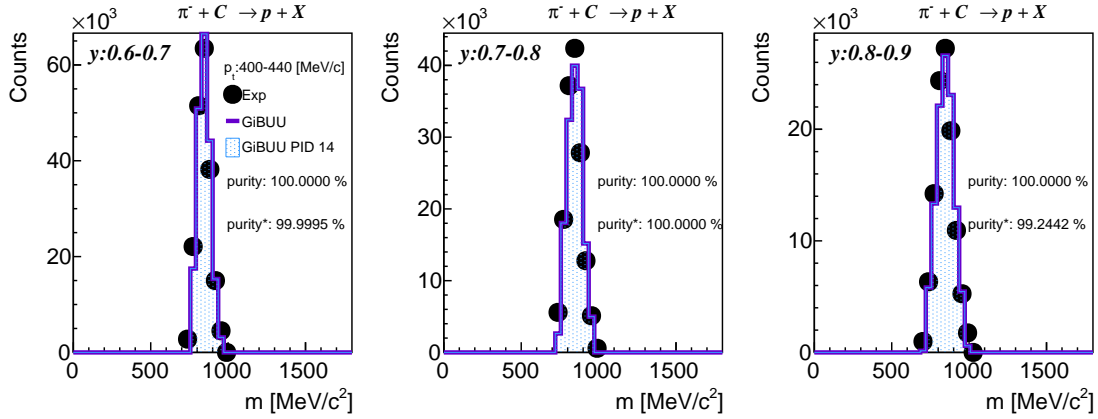 π⁻ + C → p + X
×10³
Counts
y:0.6-0.7
pₜ:400-440 [MeV/c]
Exp
GiBUU
GiBUU PID 14
purity: 100.0000 %
purity*: 99.9995 %
60
40
20
0
0 500 1000 1500
m [MeV/c²]
π⁻ + C → p + X
×10³
Counts
y:0.7-0.8
purity: 100.0000 %
purity*: 100.0000 %
40
30
20
10
0
0 500 1000 1500
m [MeV/c²]
π⁻ + C → p + X
×10³
Counts
y:0.8-0.9
purity: 100.0000 %
purity*: 99.2442 %
20
10
0
0 500 1000 1500
m [MeV/c²]